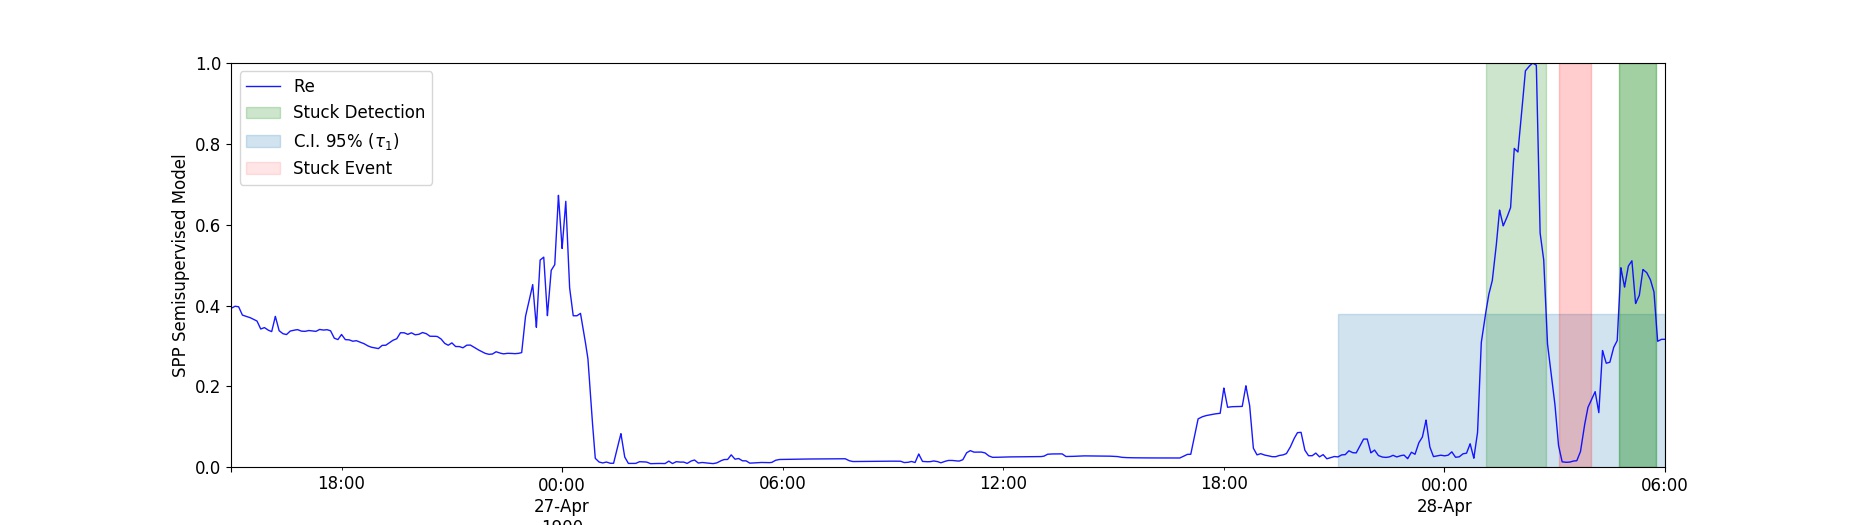 SPP Semisupervised Model
1.0
0.8
0.6
0.4
0.2
0.0
Re
Stuck Detection
C.I. 95% (τ₁)
Stuck Event
18:00
00:00
06:00
12:00
18:00
00:00
06:00
27-Apr
28-Apr
1900